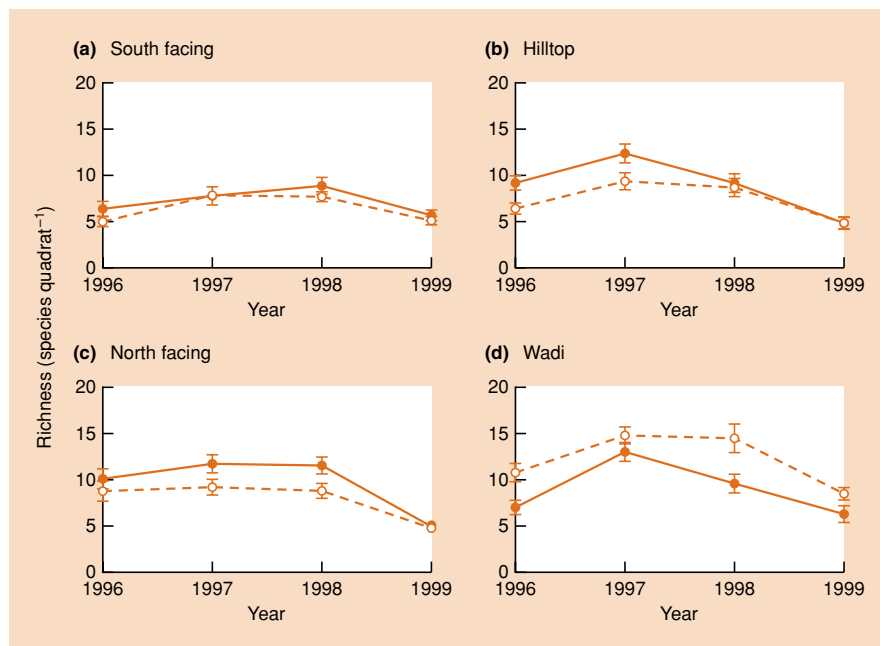 (a) South facing
20
15
10
5
0
1996 1997 1998 1999
Year
(b) Hilltop
20
15
10
5
0
1996 1997 1998 1999
Year
(c) North facing
20
15
10
5
0
1996 1997 1998 1999
Year
(d) Wadi
20
15
10
5
0
1996 1997 1998 1999
Year
Richness (species quadrat⁻¹)